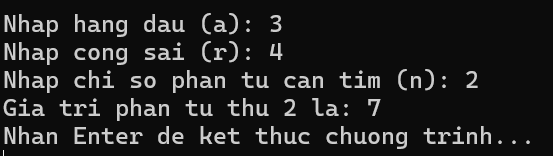 Nhap hang dau (a): 3
Nhap cong sai (r): 4
Nhap chi so phan tu can tim (n): 2
Gia tri phan tu thu 2 la: 7
Nhan Enter de ket thuc chuong trinh...